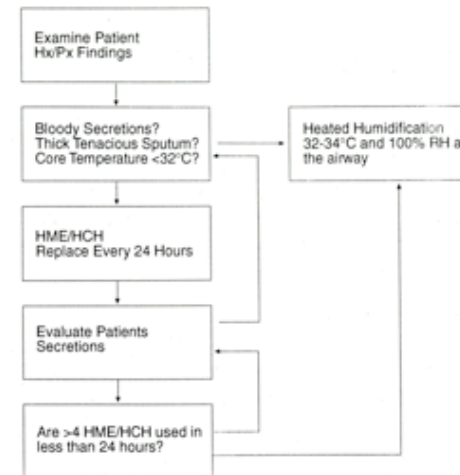 Examine Patient
Hx/Px Findings
Bloody Secretions?
Thick Tenacious Sputum?
Core Temperature <32°C?
Heated Humidification
32-34°C and 100% RH a
the airway
HME/HCH
Replace Every 24 Hours
Evaluate Patients
Secretions
Are >4 HME/HCH used in
less than 24 hours?